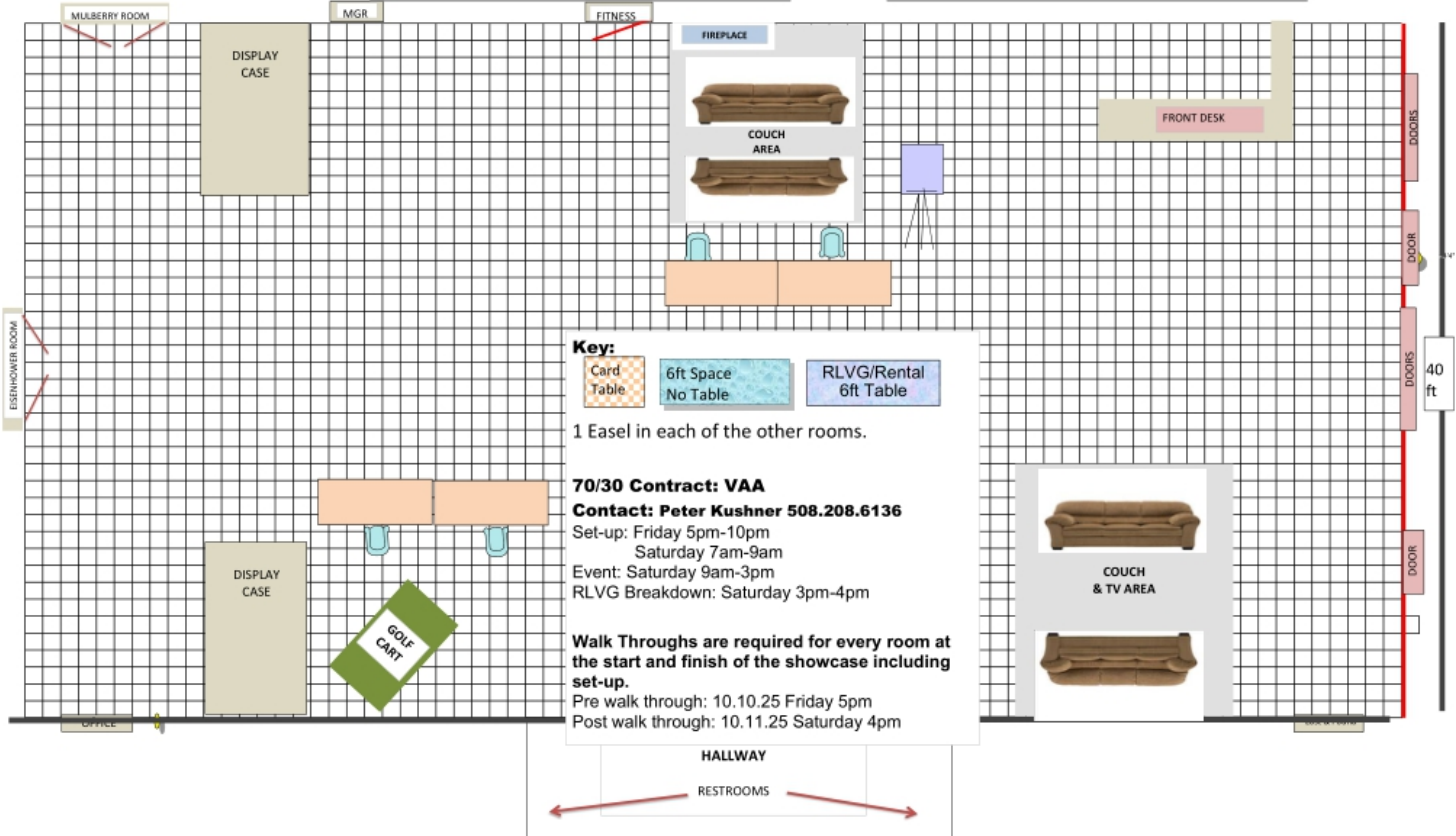 MULBERRY ROOM
MGR
FITNESS
DISPLAY
CASE
FIREPLACE
COUCH
AREA
FRONT DESK
DOORS
DOOR
EISENHOWER ROOM
DOORS
40
ft
Key:
Card
Table
6ft Space
No Table
RLVG/Rental
6ft Table
1 Easel in each of the other rooms.
70/30 Contract: VAA
Contact: Peter Kushner 508.208.6136
Set-up: Friday 5pm-10pm
Saturday 7am-9am
Event: Saturday 9am-3pm
RLVG Breakdown: Saturday 3pm-4pm
Walk Throughs are required for every room at
the start and finish of the showcase including
set-up.
Pre walk through: 10.10.25 Friday 5pm
Post walk through: 10.11.25 Saturday 4pm
DISPLAY
CASE
GOLF
CART
COUCH
& TV AREA
DOOR
OFFICE
HALLWAY
RESTROOMS